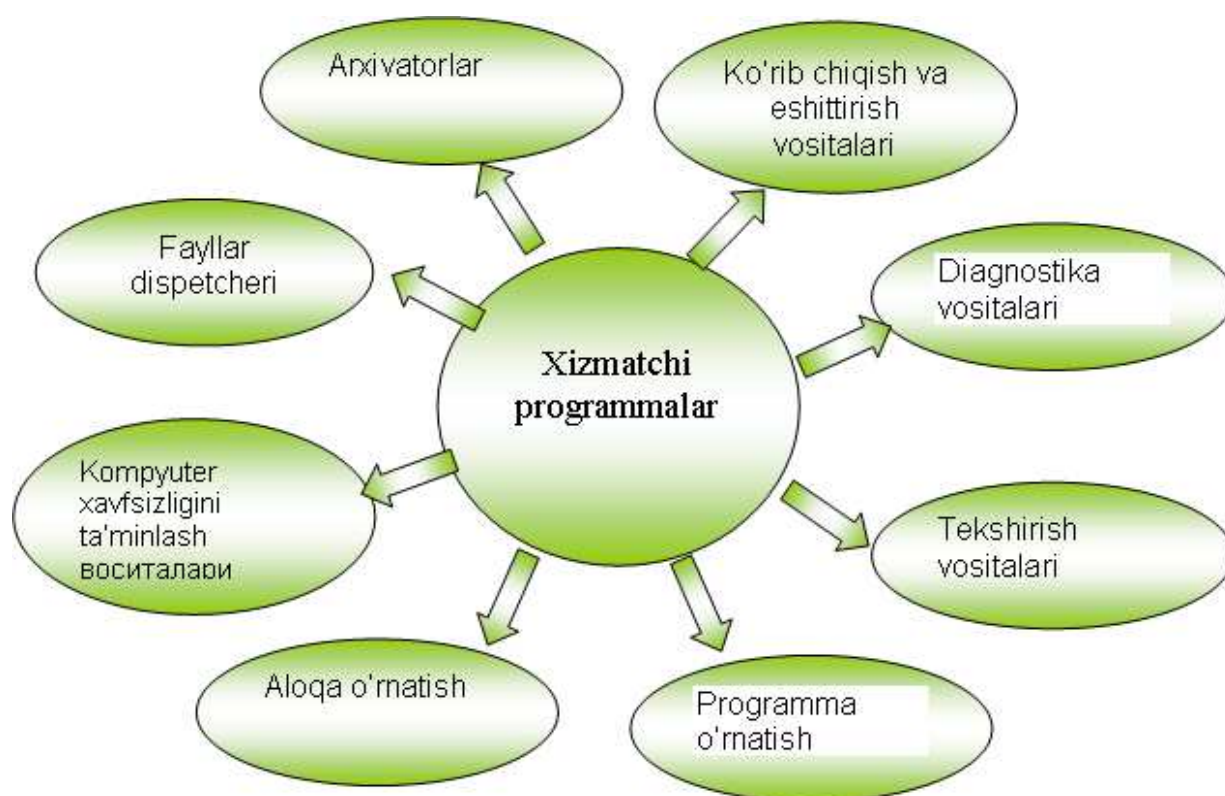 Arxivatorlar
Ko'rib chiqish va
eshittirish
vositalari
Fayllar
dispetcheri
Diagnostika
vositalari
Xizmatchi
programmalar
Kompyuter
xavfsizligini
ta'minlash
воситалари
Tekshirish
vositalari
Aloqa o'rnatish
Programma
o'rnatish